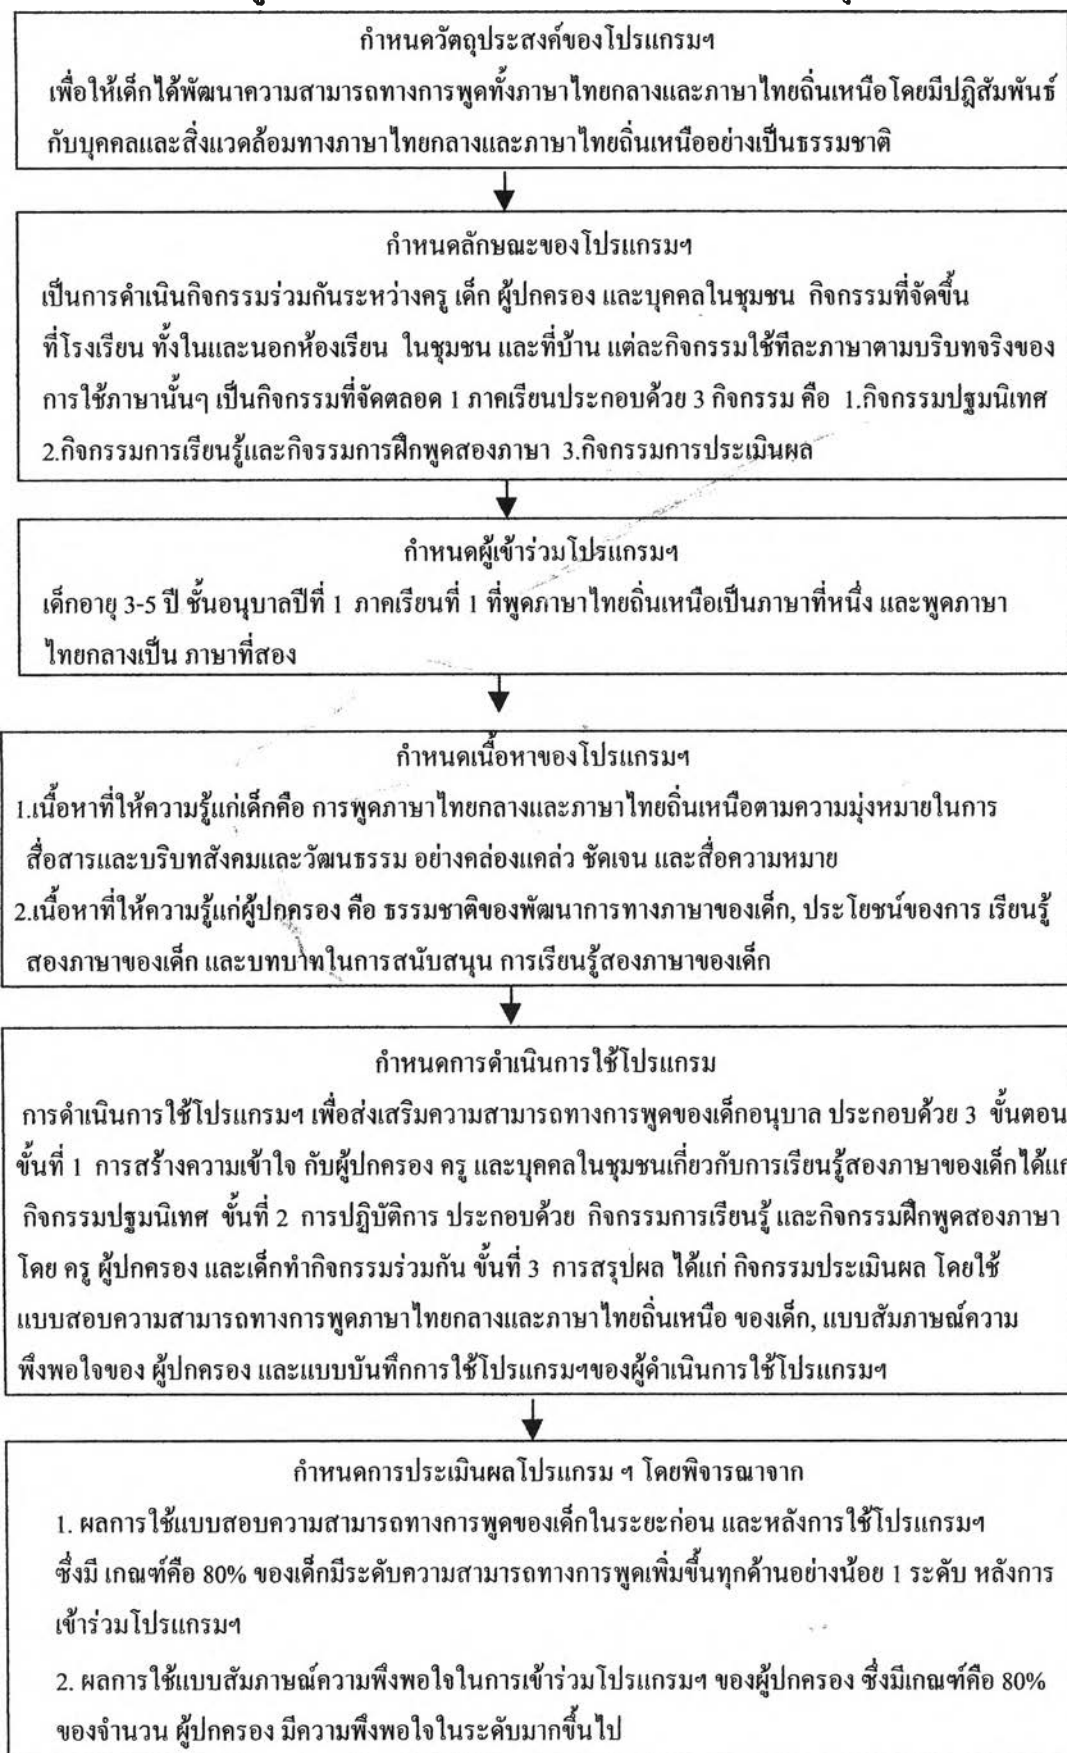 กำหนดวัตถุประสงค์ของโปรแกรมฯ
เพื่อให้เด็กได้พัฒนาความสามารถทางการพูดทั้งภาษาไทยกลางและภาษาไทยถิ่นเหนือโดยมีปฏิสัมพันธ์
กับบุคคลและสิ่งแวดล้อมทางภาษาไทยกลางและภาษาไทยถิ่นเหนืออย่างเป็นธรรมชาติ
กำหนดลักษณะของโปรแกรมฯ
เป็นการดำเนินกิจกรรมร่วมกันระหว่างครู เด็ก ผู้ปกครอง และบุคคลในชุมชน กิจกรรมที่จัดขึ้น
ที่โรงเรียน ทั้งในและนอกห้องเรียน ในชุมชน และที่บ้าน แต่ละกิจกรรมใช้ทีละภาษาตามบริบทจริงของ
การใช้ภาษานั้นๆ เป็นกิจกรรมที่จัดตลอด 1 ภาคเรียนประกอบด้วย 3 กิจกรรม คือ 1.กิจกรรมปฐมนิเทศ
2.กิจกรรมการเรียนรู้และกิจรรมการฝึกพูดสองภาษา 3.กิจกรรมการประเมินผล
กำหนดผู้เข้าร่วมโปรแกรมฯ
เด็กอายุ 3-5 ปี ชั้นอนุบาลปีที่ 1 ภาคเรียนที่ 1 ที่พูดภาษาไทยถิ่นเหนือเป็นภาษาที่หนึ่ง และพูดภาษา
ไทยกลางเป็น ภาษาที่สอง
กำหนดเนื้อหาของโปรแกรมฯ
1.เนื้อหาที่ให้ความรู้แก่เด็กคือ การพูดภาษาไทยกลางและภาษาไทยถิ่นเหนือตามความมุ่งหมายในการ
สื่อสารและบริบทสังคมและวัฒนธรรม อย่างคล่องแคล่ว ชัดเจน และสื่อความหมาย
2.เนื้อหาที่ให้ความรู้แก่ผู้ปกครอง คือ ธรรมชาติของพัฒนาการทางภาษาของเด็ก, ประโยชน์ของการ เรียนรู้
สองภาษาของเด็ก และบทบาทในการสนับสนุน การเรียนรู้สองภาษาของเด็ก
กำหนดการดำเนินการใช้โปรแกรม
การดำเนินการใช้โปรแกรมฯ เพื่อส่งเสริมความสามารถทางการพูดของเด็กอนุบาล ประกอบด้วย 3 ขั้นตอน
ขั้นที่ 1 การสร้างความเข้าใจ กับผู้ปกครอง ครู และบุคคลในชุมชนเกี่ยวกับการเรียนรู้สองภาษาของเด็กได้แก่
กิจกรรมปฐมนิเทศ ขั้นที่ 2 การปฏิบัติการ ประกอบด้วย กิจกรรมการเรียนรู้ และกิจกรรมฝึกพูดสองภาษา
โดย ครู ผู้ปกครอง และเด็กทำกิจกรรมร่วมกัน ขั้นที่ 3 การสรุปผล ได้แก่ กิจกรรมประเมินผล โดยใช้
แบบสอบความสามารถทางการพูดภาษาไทยกลางและภาษาไทยถิ่นเหนือ ของเด็ก, แบบสัมภาษณ์ความ
พึงพอใจของ ผู้ปกครอง และแบบบันทึกการใช้โปรแกรมฯของผู้ดำเนินการใช้โปรแกรมฯ
กำหนดการประเมินผลโปรแกรม ฯ โดยพิจารณาจาก
1. ผลการใช้แบบสอบความสามารถทางการพูดของเด็กในระยะก่อน และหลังการใช้โปรแกรมฯ
ซึ่งมี เกณฑ์คือ 80% ของเด็กมีระดับความสามารถทางการพูดเพิ่มขึ้นทุกด้านอย่างน้อย 1 ระดับ หลังการ
เข้าร่วมโปรแกรมฯ
2. ผลการใช้แบบสัมภาษณ์ความพึงพอใจในการเข้าร่วมโปรแกรมฯ ของผู้ปกครอง ซึ่งมีเกณฑ์คือ 80%
ของจำนวน ผู้ปกครอง มีความพึงพอใจในระดับมากขึ้นไป